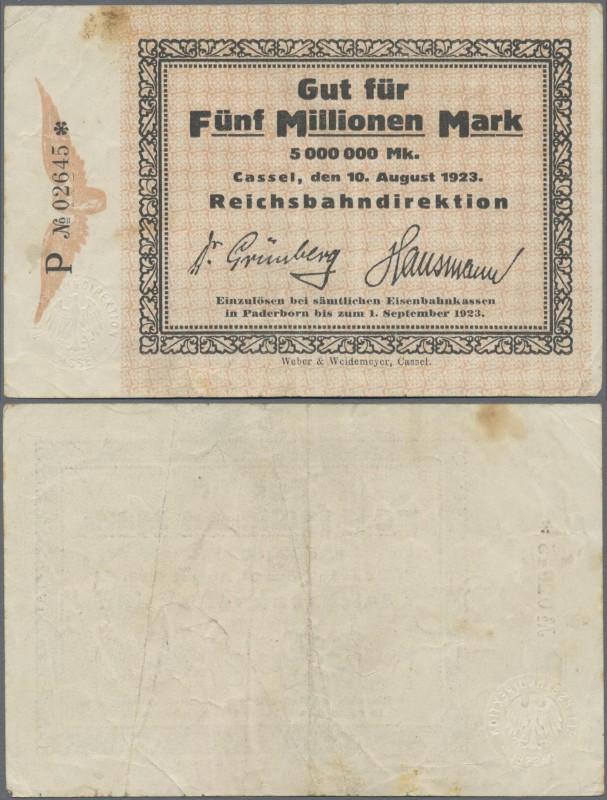 Gut für
Fünf Millionen Mark
5 000 000 Mk.
Cassel, den 10. August 1923.
Reichsbahndirektion
Dr. Grünberg Hausmann
Einzulösen bei sämtlichen Eisenbahnkassen
in Paderborn bis zum 1. September 1923.
Weber & Weidemeyer, Cassel.
P № 02645 *